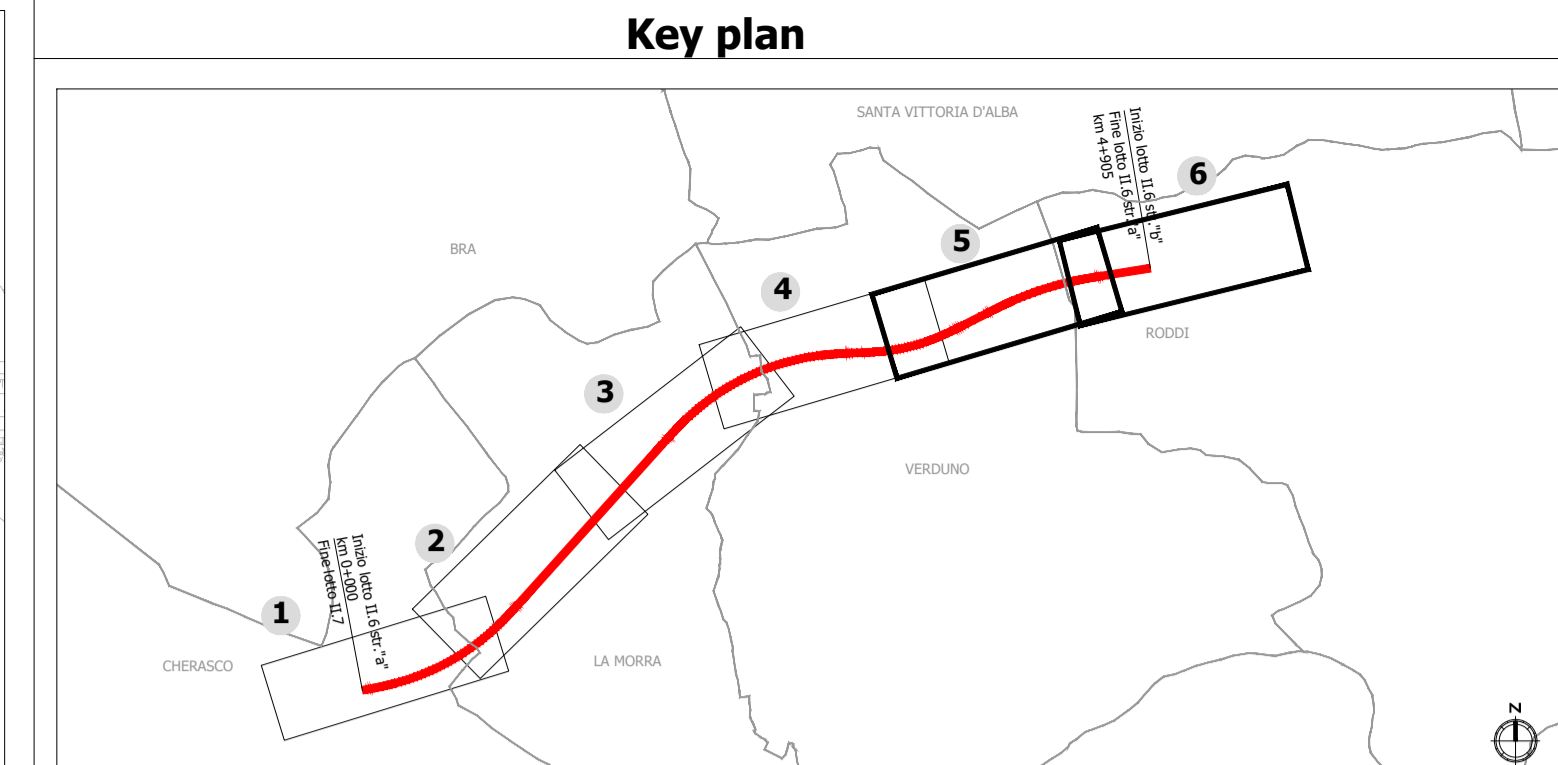 Key plan
SANTA VITTORIA D'ALBA
Inizio lotto II.6 str."b"
Fine lotto II.6 str."a"
km 4+905
6
5
BRA
4
RODDI
3
VERDUNO
2
Inizio lotto II.6 str."a"
km 0+000
Fine lotto II.7
1
CHERASCO
LA MORRA
N